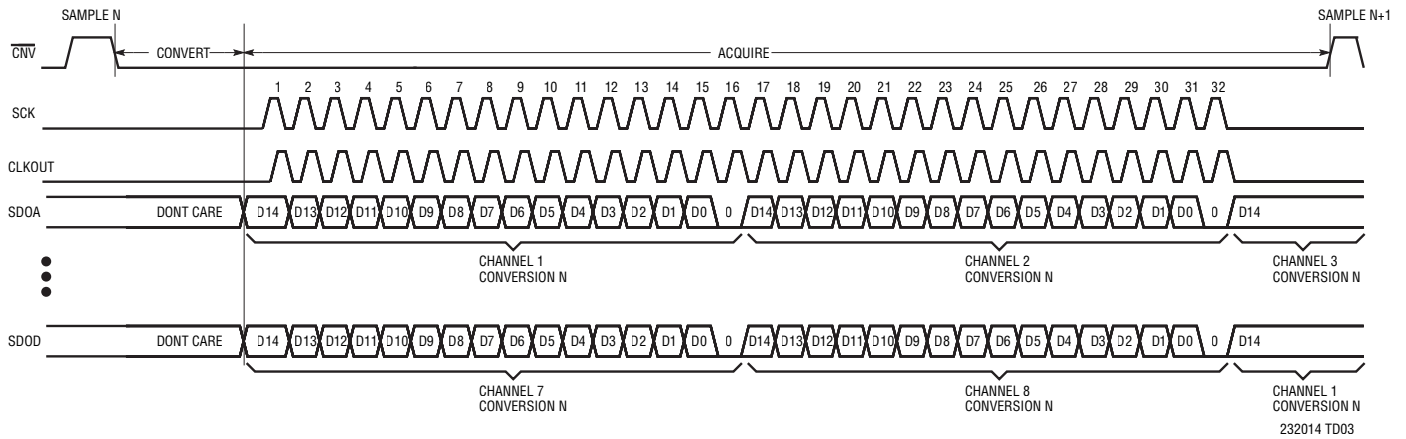 SAMPLE N SAMPLE N+1
CNV CONVERT ACQUIRE
1 2 3 4 5 6 7 8 9 10 11 12 13 14 15 16 17 18 19 20 21 22 23 24 25 26 27 28 29 30 31 32
SCK
CLKOUT
SDOA DONT CARE D14 D13 D12 D11 D10 D9 D8 D7 D6 D5 D4 D3 D2 D1 D0 0 D14 D13 D12 D11 D10 D9 D8 D7 D6 D5 D4 D3 D2 D1 D0 0 D14
CHANNEL 1 CHANNEL 2 CHANNEL 3
CONVERSION N CONVERSION N CONVERSION N
SDOD DONT CARE D14 D13 D12 D11 D10 D9 D8 D7 D6 D5 D4 D3 D2 D1 D0 0 D14 D13 D12 D11 D10 D9 D8 D7 D6 D5 D4 D3 D2 D1 D0 0 D14
CHANNEL 7 CHANNEL 8 CHANNEL 1
CONVERSION N CONVERSION N CONVERSION N
232014 TD03